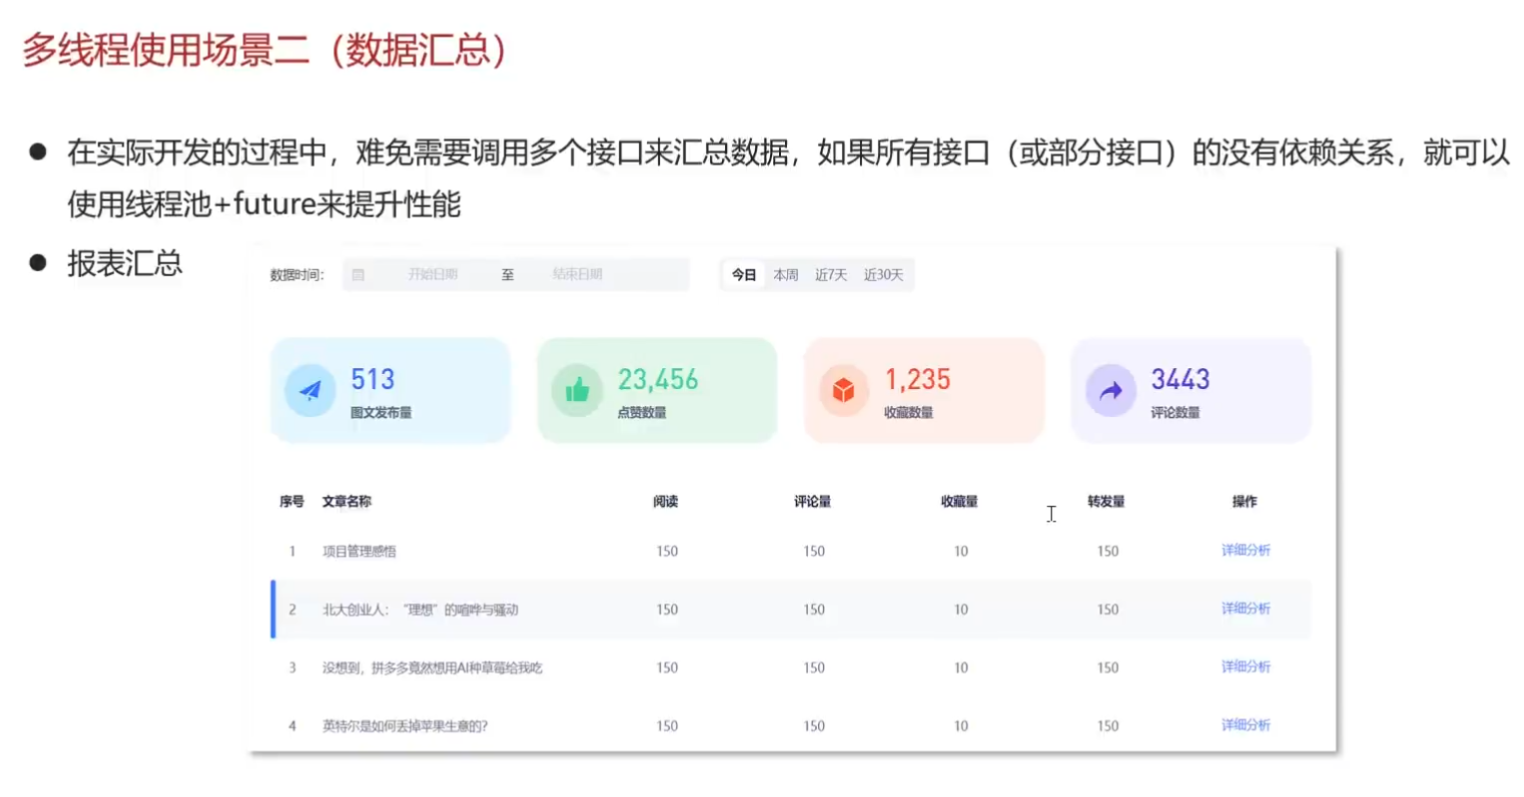 多线程使用场景二（数据汇总）
● 在实际开发的过程中，难免需要调用多个接口来汇总数据，如果所有接口（或部分接口）的没有依赖关系，就可以
使用线程池+future来提升性能
● 报表汇总
数据时间： 开始日期 至 结束日期 今日 本周 近7天 近30天
513 23,456 1,235 3443
图文发布量 点赞数量 收藏数量 评论数量
序号 文章名称 阅读 评论量 收藏量 转发量 操作
1 项目管理感悟 150 150 10 150 详细分析
2 北大创业人：“理想”的喧哗与骚动 150 150 10 150 详细分析
3 没想到，拼多多竟然想用AI种草莓给我吃 150 150 10 150 详细分析
4 英特尔是如何丢掉苹果生意的? 150 150 10 150 详细分析